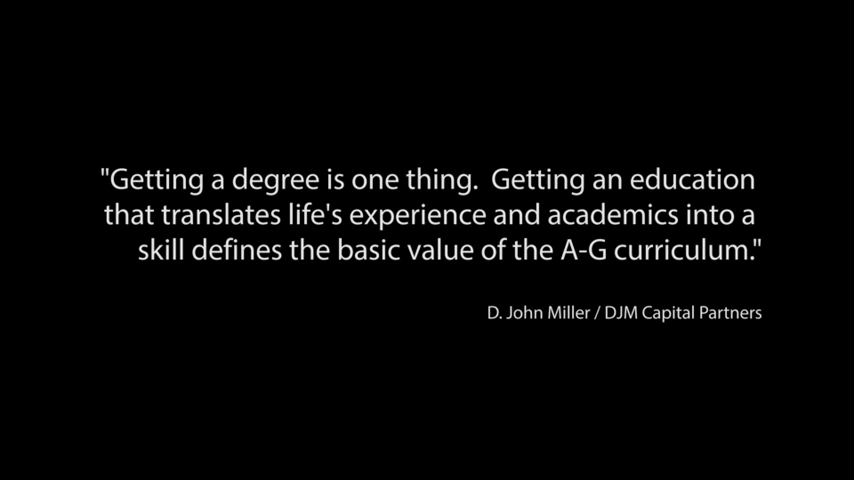 "Getting a degree is one thing.  Getting an education
that translates life's experience and academics into a
skill defines the basic value of the A-G curriculum."
D. John Miller / DJM Capital Partners